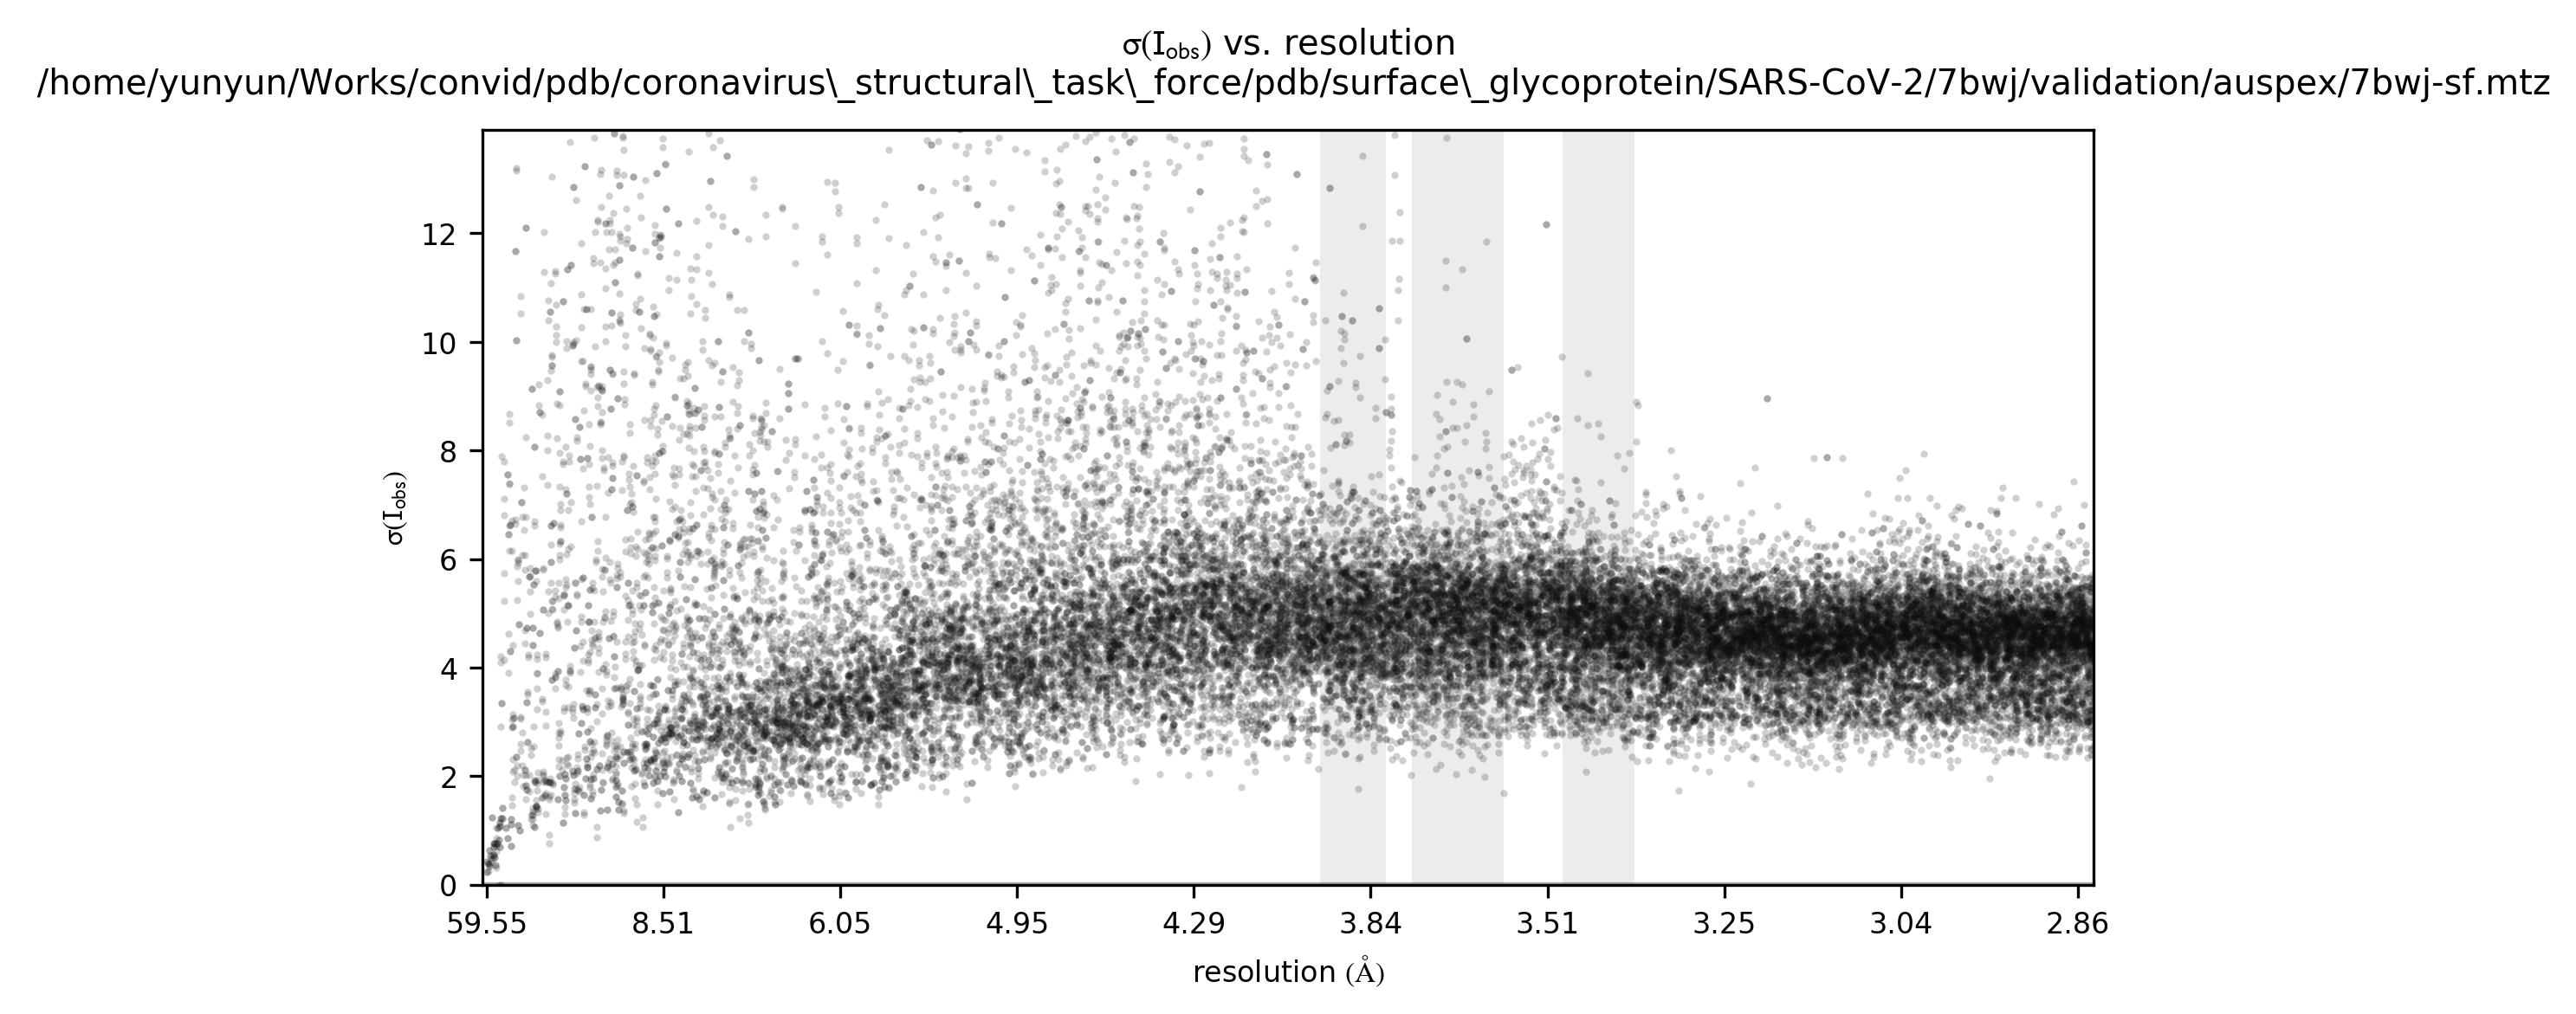 σ(I_obs) vs. resolution
/home/yunyun/Works/convid/pdb/coronavirus\_structural\_task\_force/pdb/surface\_glycoprotein/SARS-CoV-2/7bwj/validation/auspex/7bwj-sf.mtz
12
10
8
6
4
2
0
σ(I_obs)
59.55 8.51 6.05 4.95 4.29 3.84 3.51 3.25 3.04 2.86
resolution (Å)